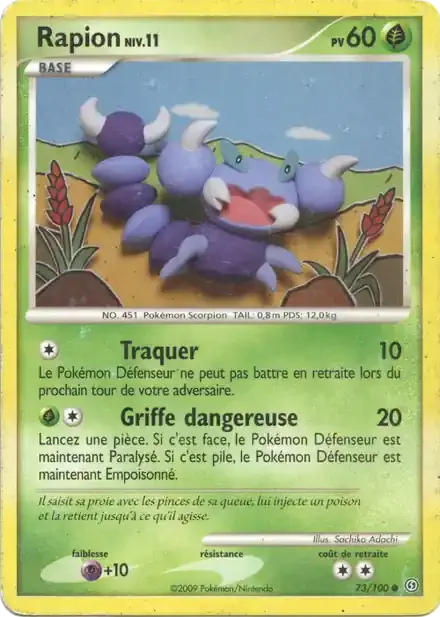 Rapion NIV.11
PV 60
BASE
NO. 451 Pokémon Scorpion TAIL: 0,8m PDS: 12,0kg
Traquer 10
Le Pokémon Défenseur ne peut pas battre en retraite lors du
prochain tour de votre adversaire.
Griffe dangereuse 20
Lancez une pièce. Si c'est face, le Pokémon Défenseur est
maintenant Paralysé. Si c'est pile, le Pokémon Défenseur est
maintenant Empoisonné.
Il saisit sa proie avec les pinces de sa queue, lui injecte un poison
et la retient jusqu'à ce qu'il agisse.
Illus. Sachiko Adachi
faiblesse résistance coût de retraite
+10
©2009 Pokémon/Nintendo
73/100